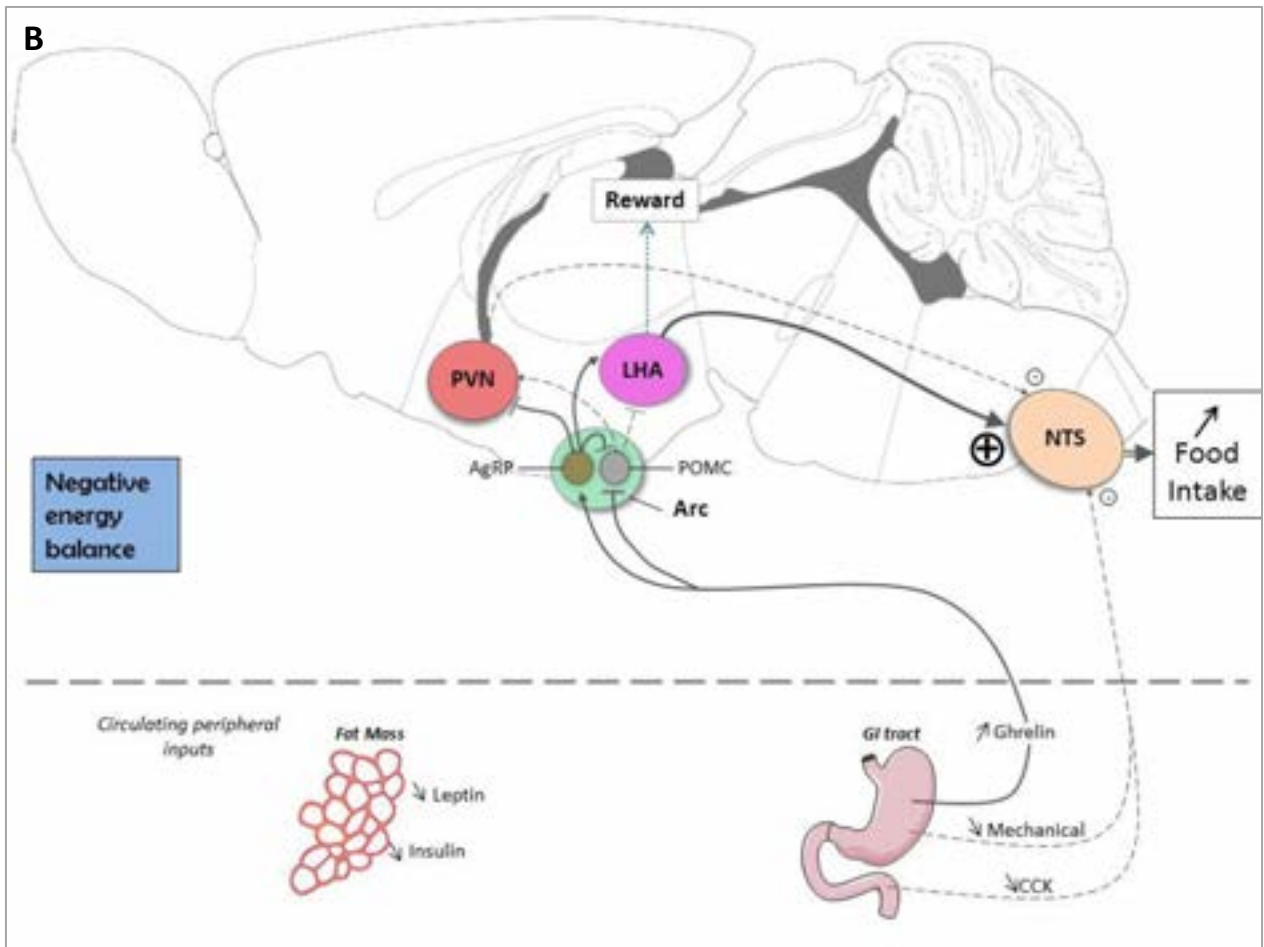 B
Reward
PVN
LHA
NTS
Food
Intake
AgRP
POMC
Arc
Negative
energy
balance
Circulating peripheral
inputs
Fat Mass
Leptin
Insulin
GI tract
Ghrelin
Mechanical
CCK